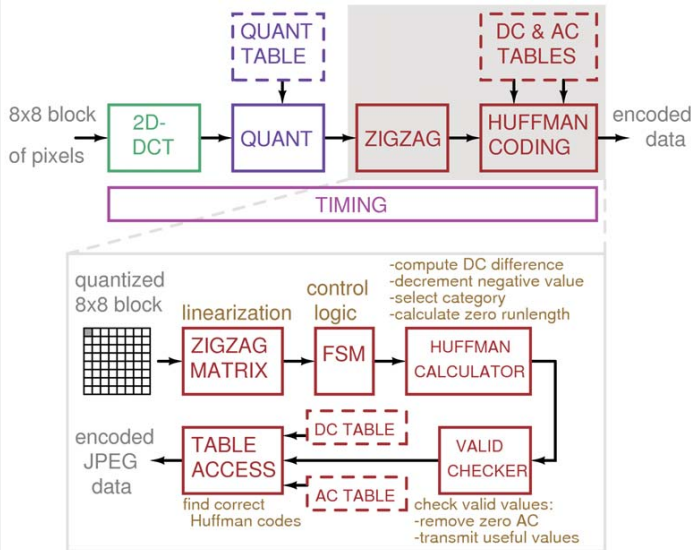 QUANT
TABLE
DC & AC
TABLES
8x8 block
of pixels
2D-
DCT
QUANT
ZIGZAG
HUFFMAN
CODING
encoded
data
TIMING
quantized
8x8 block
linearization
control
logic
-compute DC difference
-decrement negative value
-select category
-calculate zero runlength
ZIGZAG
MATRIX
FSM
HUFFMAN
CALCULATOR
encoded
JPEG
data
TABLE
ACCESS
DC TABLE
AC TABLE
VALID
CHECKER
find correct
Huffman codes
check valid values:
-remove zero AC
-transmit useful values